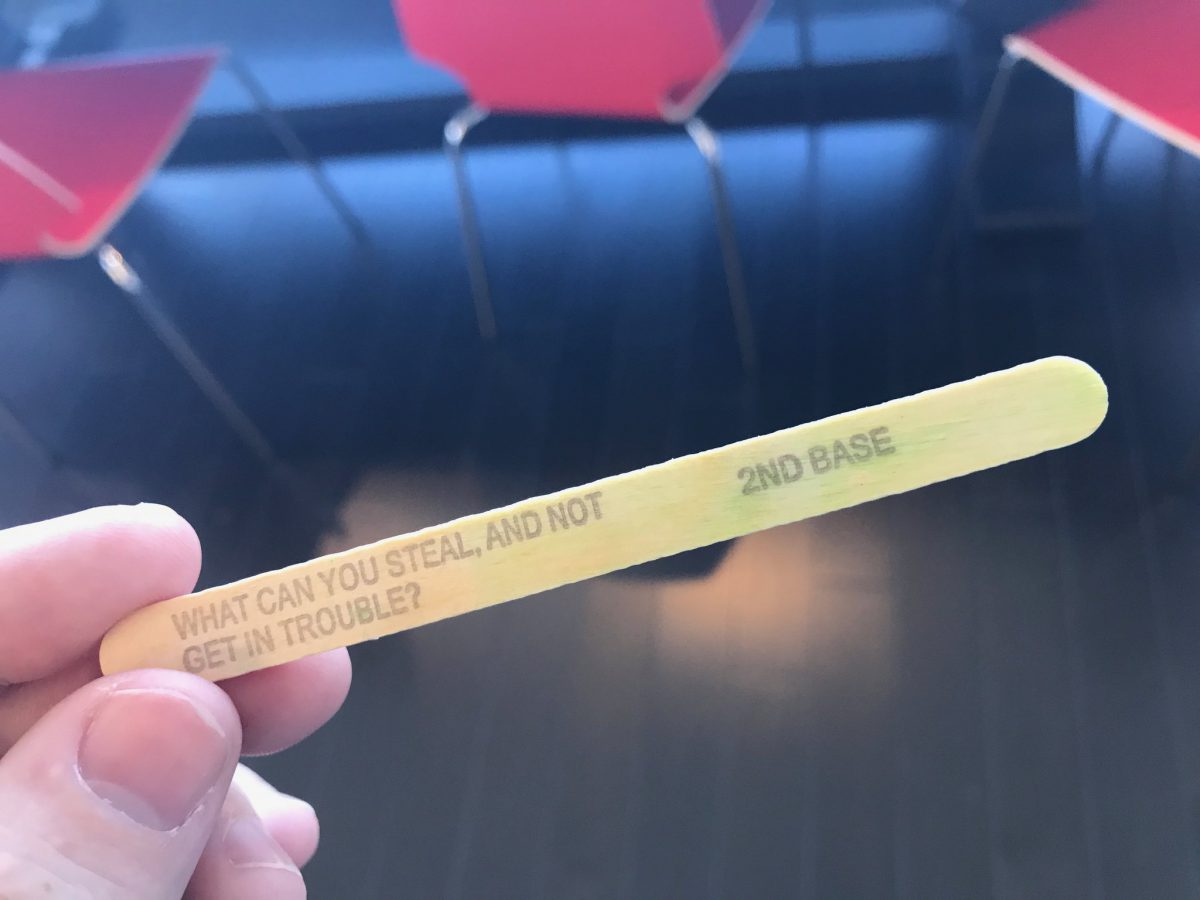 WHAT CAN YOU STEAL, AND NOT
GET IN TROUBLE?
2ND BASE